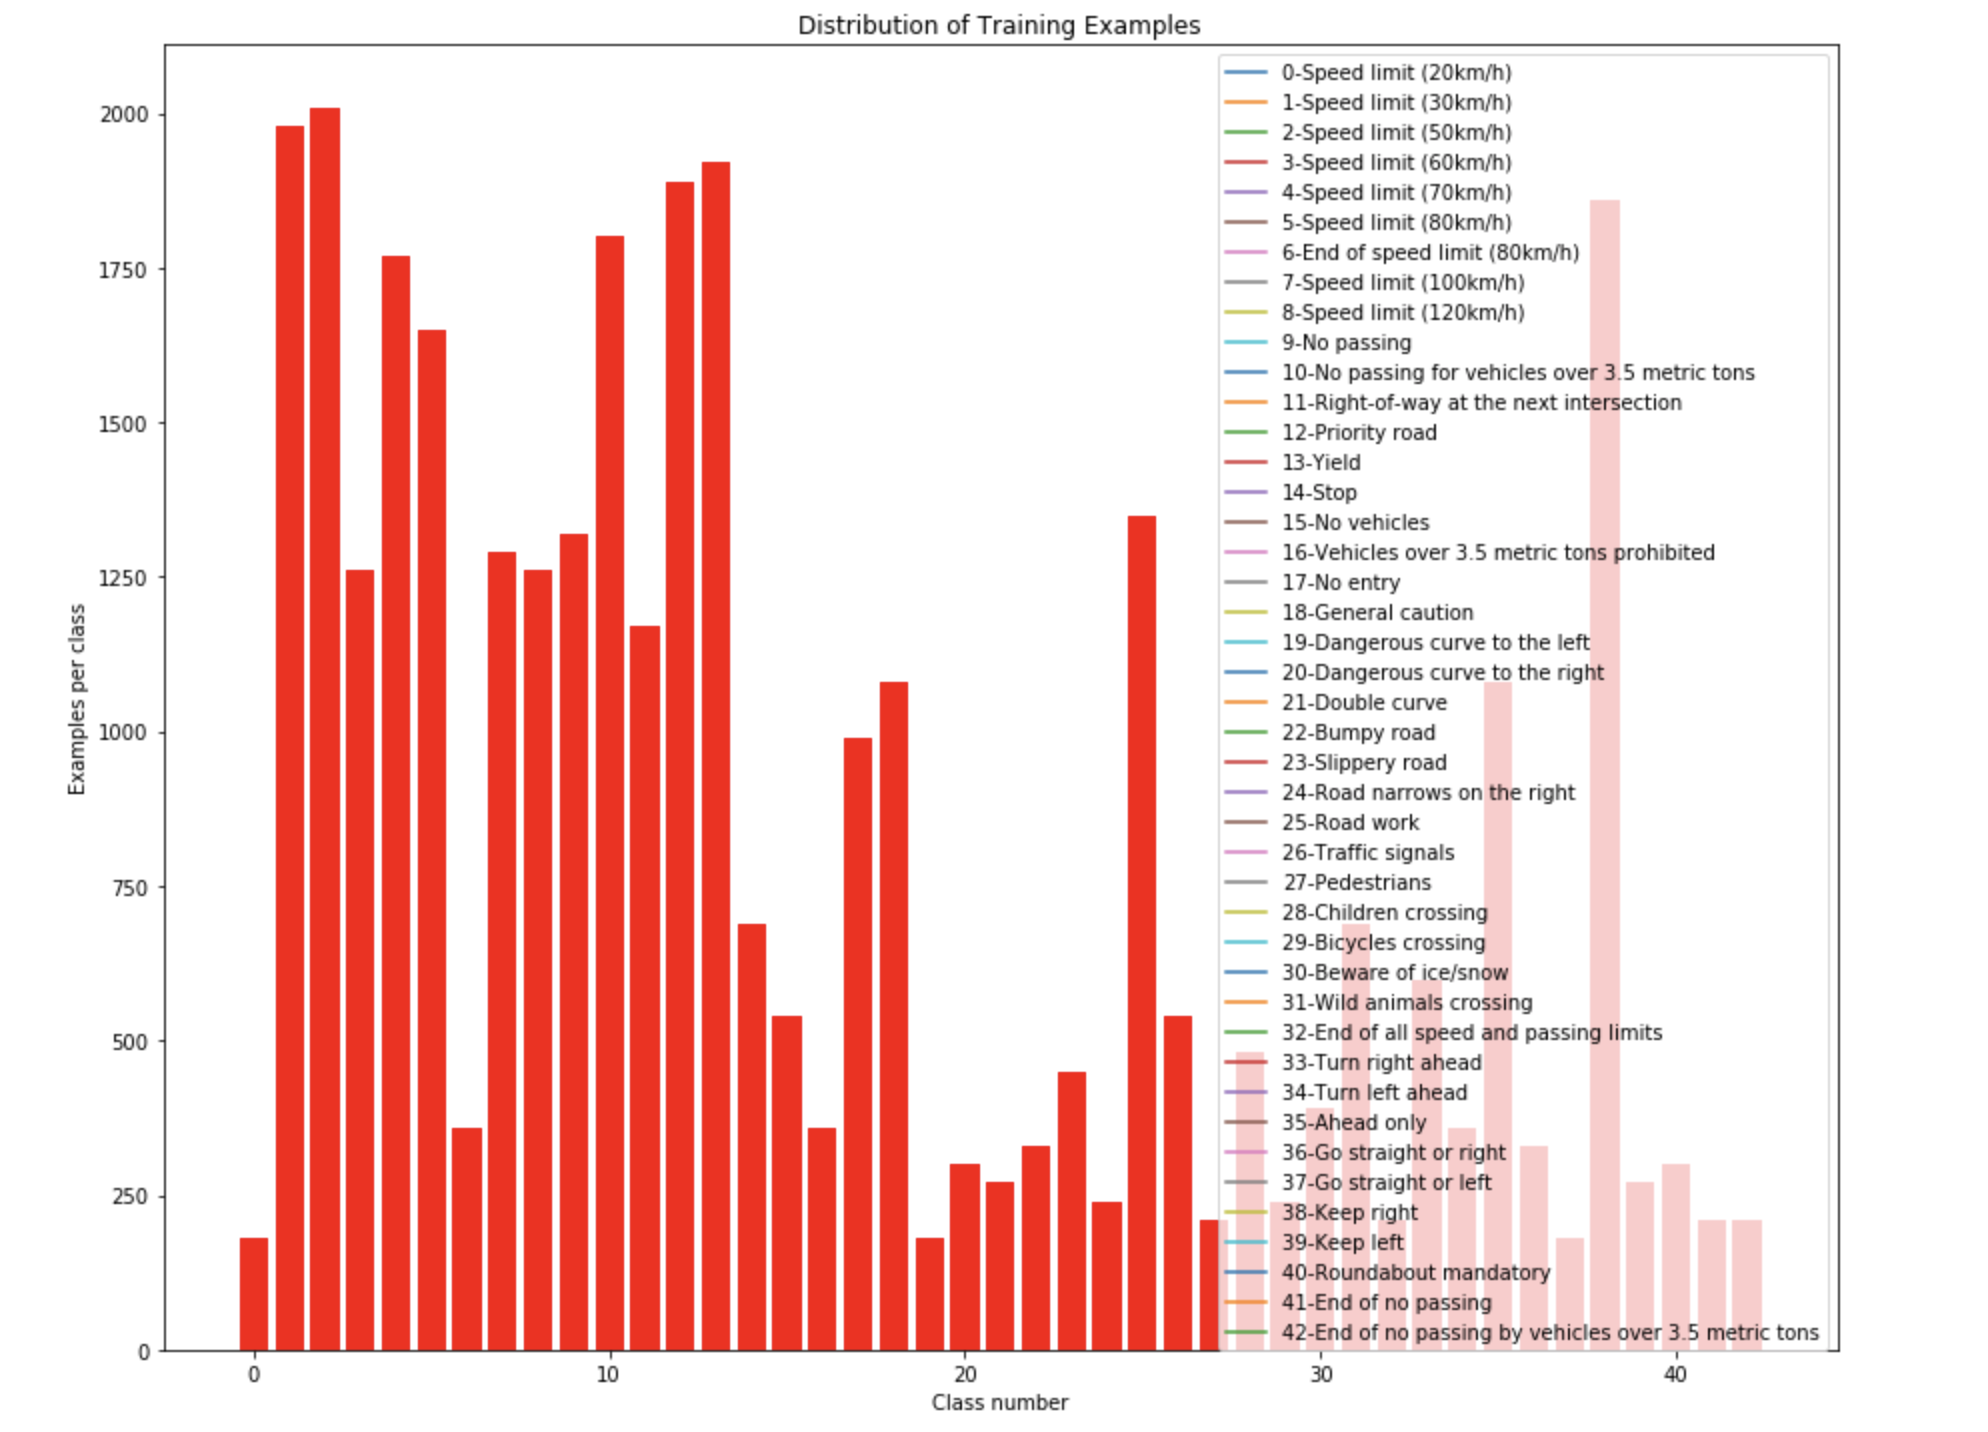 Distribution of Training Examples
2000
1750
1500
1250
1000
750
500
250
0
Examples per class
0-Speed limit (20km/h)
1-Speed limit (30km/h)
2-Speed limit (50km/h)
3-Speed limit (60km/h)
4-Speed limit (70km/h)
5-Speed limit (80km/h)
6-End of speed limit (80km/h)
7-Speed limit (100km/h)
8-Speed limit (120km/h)
9-No passing
10-No passing for vehicles over 3.5 metric tons
11-Right-of-way at the next intersection
12-Priority road
13-Yield
14-Stop
15-No vehicles
16-Vehicles over 3.5 metric tons prohibited
17-No entry
18-General caution
19-Dangerous curve to the left
20-Dangerous curve to the right
21-Double curve
22-Bumpy road
23-Slippery road
24-Road narrows on the right
25-Road work
26-Traffic signals
27-Pedestrians
28-Children crossing
29-Bicycles crossing
30-Beware of ice/snow
31-Wild animals crossing
32-End of all speed and passing limits
33-Turn right ahead
34-Turn left ahead
35-Ahead only
36-Go straight or right
37-Go straight or left
38-Keep right
39-Keep left
40-Roundabout mandatory
41-End of no passing
42-End of no passing by vehicles over 3.5 metric tons
0 10 20 30 40
Class number